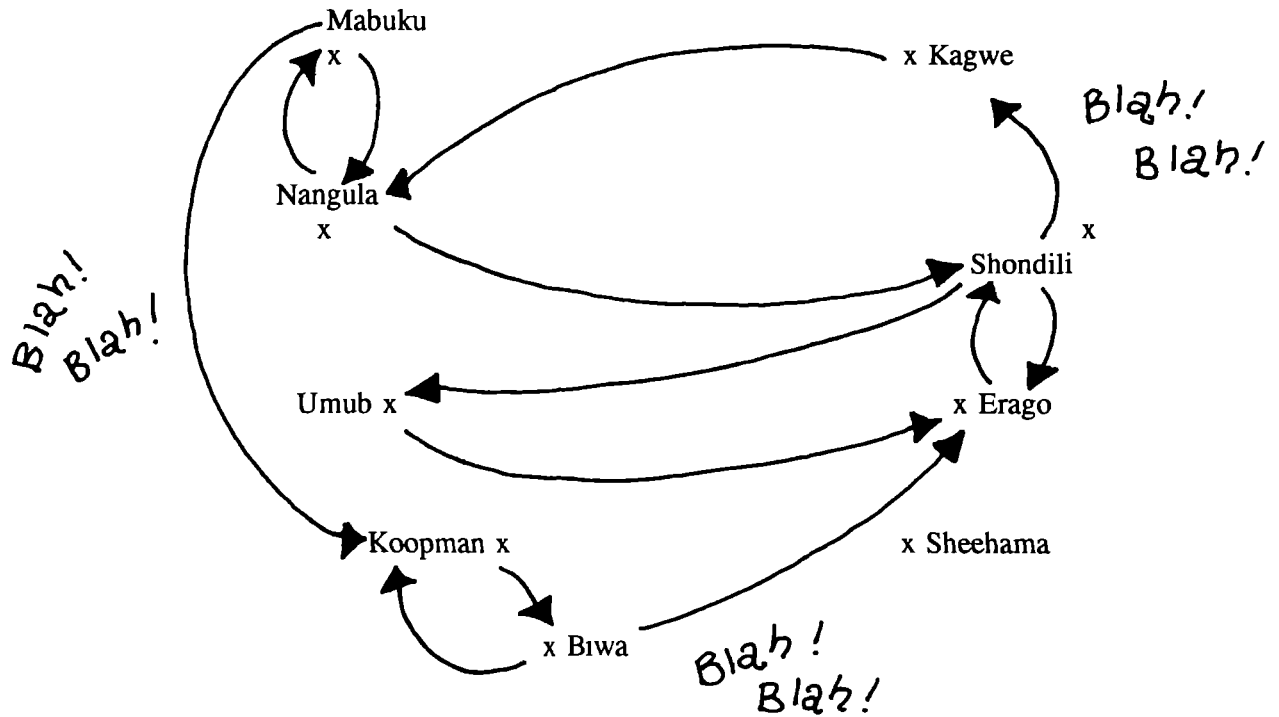 Mabuku
x
x Kagwe
Blah!
Blah!
Nangula
x
x
Shondili
Blah!
Blah!
Umub x
x Erago
Koopman x
x Sheehama
x Biwa
Blah!
Blah!